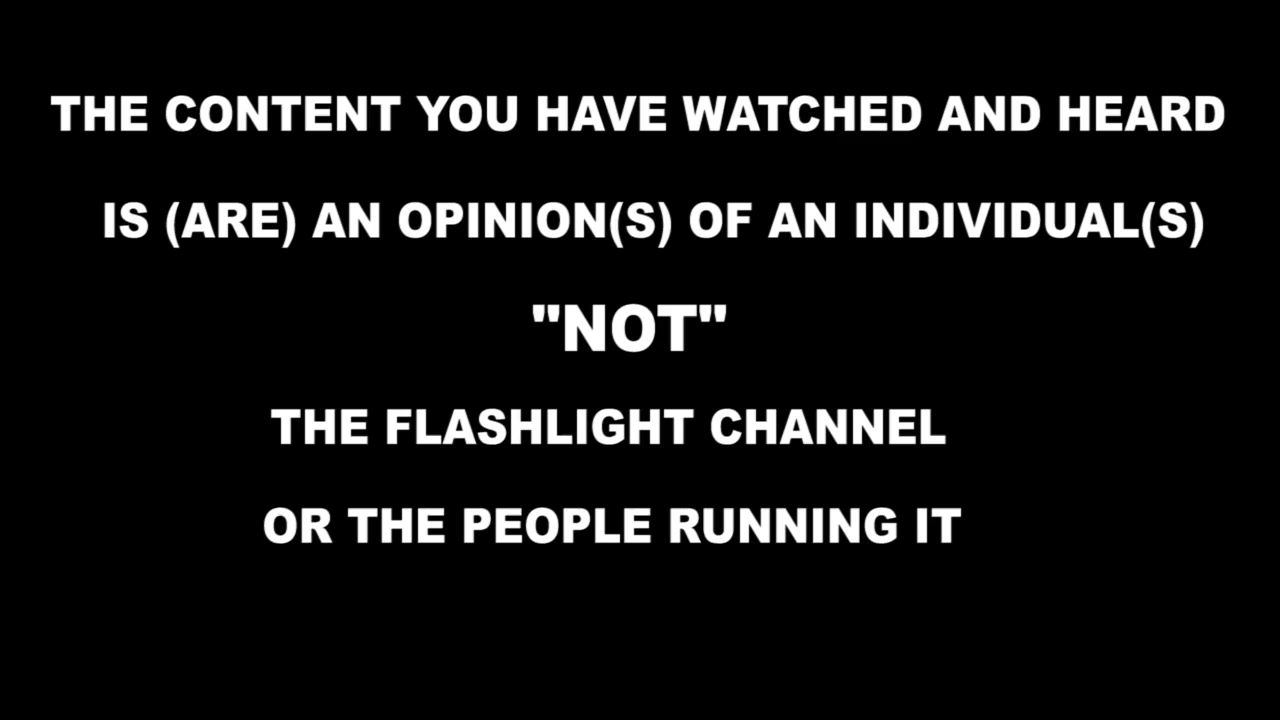 THE CONTENT YOU HAVE WATCHED AND HEARD
IS (ARE) AN OPINION(S) OF AN INDIVIDUAL(S)
"NOT"
THE FLASHLIGHT CHANNEL
OR THE PEOPLE RUNNING IT